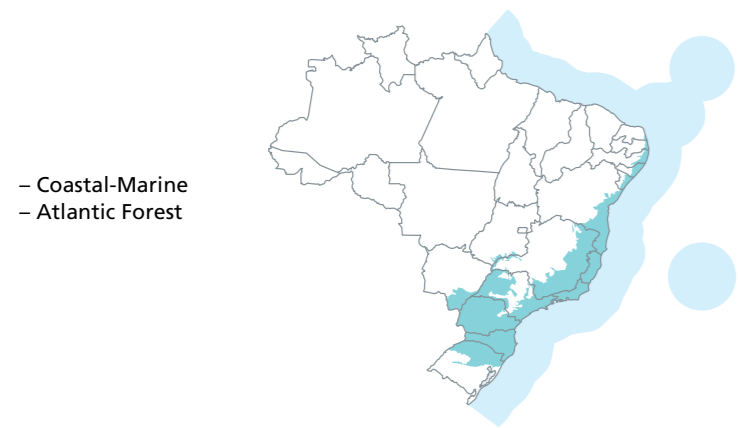 – Coastal-Marine
– Atlantic Forest